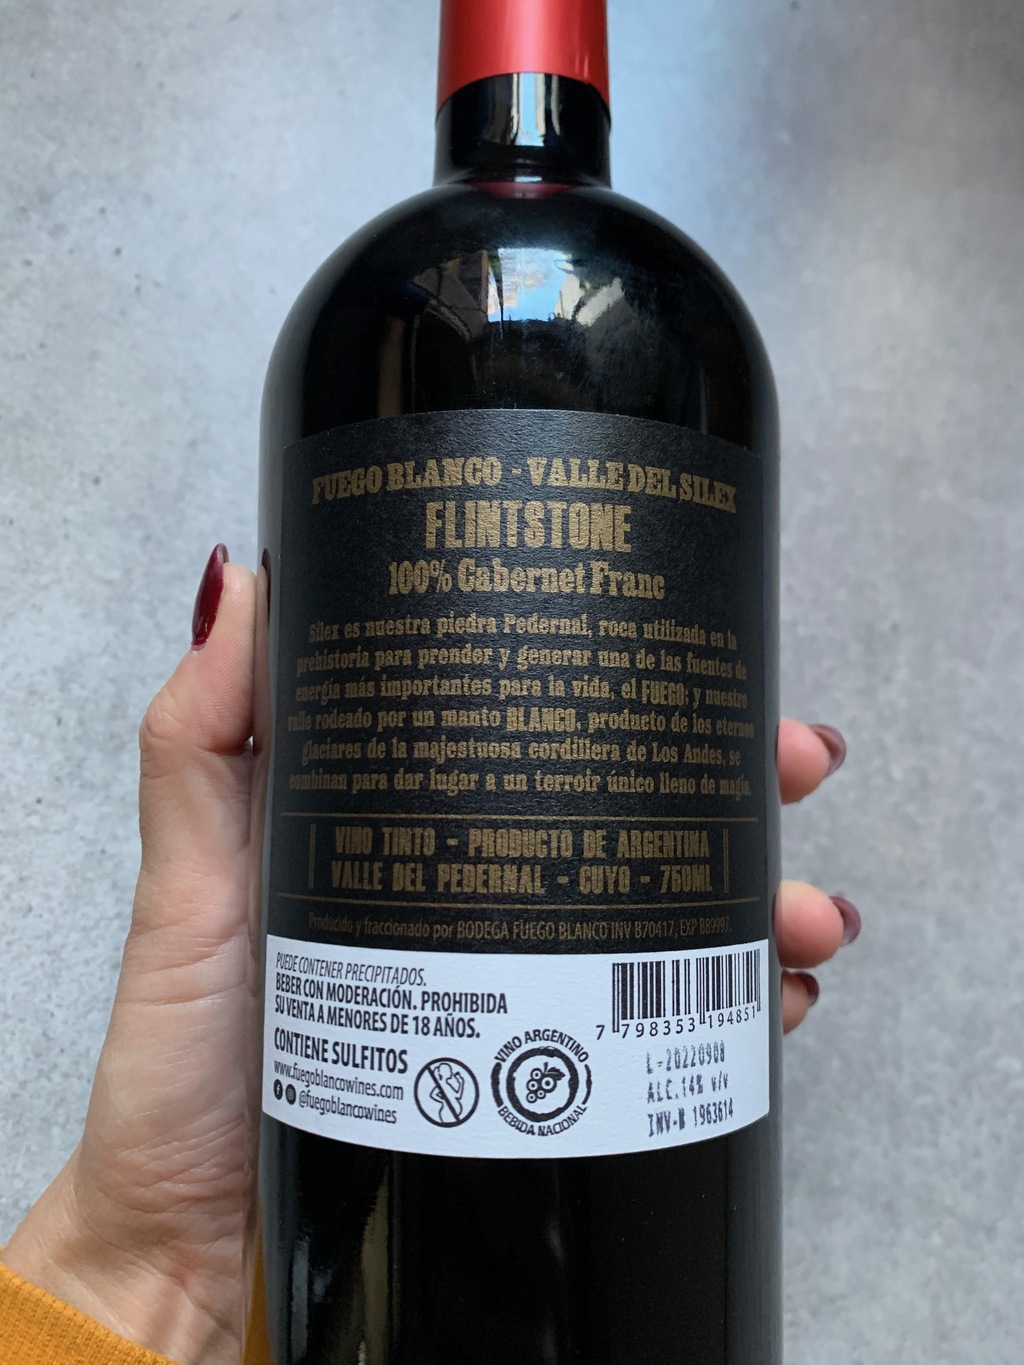 FUEGO BLANCO - VALLE DEL SILEX
FLINTSTONE
100% Cabernet Franc
Sílex es nuestra piedra Pedernal, roca utilizada en la
prehistoria para prender y generar una de las fuentes de
energía más importantes para la vida, el FUEGO; y nuestro
valle rodeado por un manto BLANCO, producto de los eternos
glaciares de la majestuosa cordillera de Los Andes, se
combinan para dar lugar a un terroir único lleno de magia.
VINO TINTO - PRODUCTO DE ARGENTINA
VALLE DEL PEDERNAL - CUYO - 750ML
Producido y fraccionado por BODEGA FUEGO BLANCO INV B70417, EXP B89997.
PUEDE CONTENER PRECIPITADOS.
BEBER CON MODERACIÓN. PROHIBIDA
SU VENTA A MENORES DE 18 AÑOS.
CONTIENE SULFITOS
www.fuegoblancowines.com
@fuegoblancowines
VINO ARGENTINO
BEBIDA NACIONAL
7 798353 194851
L-20220908
ALC.14% v/v
INV-N 1963614